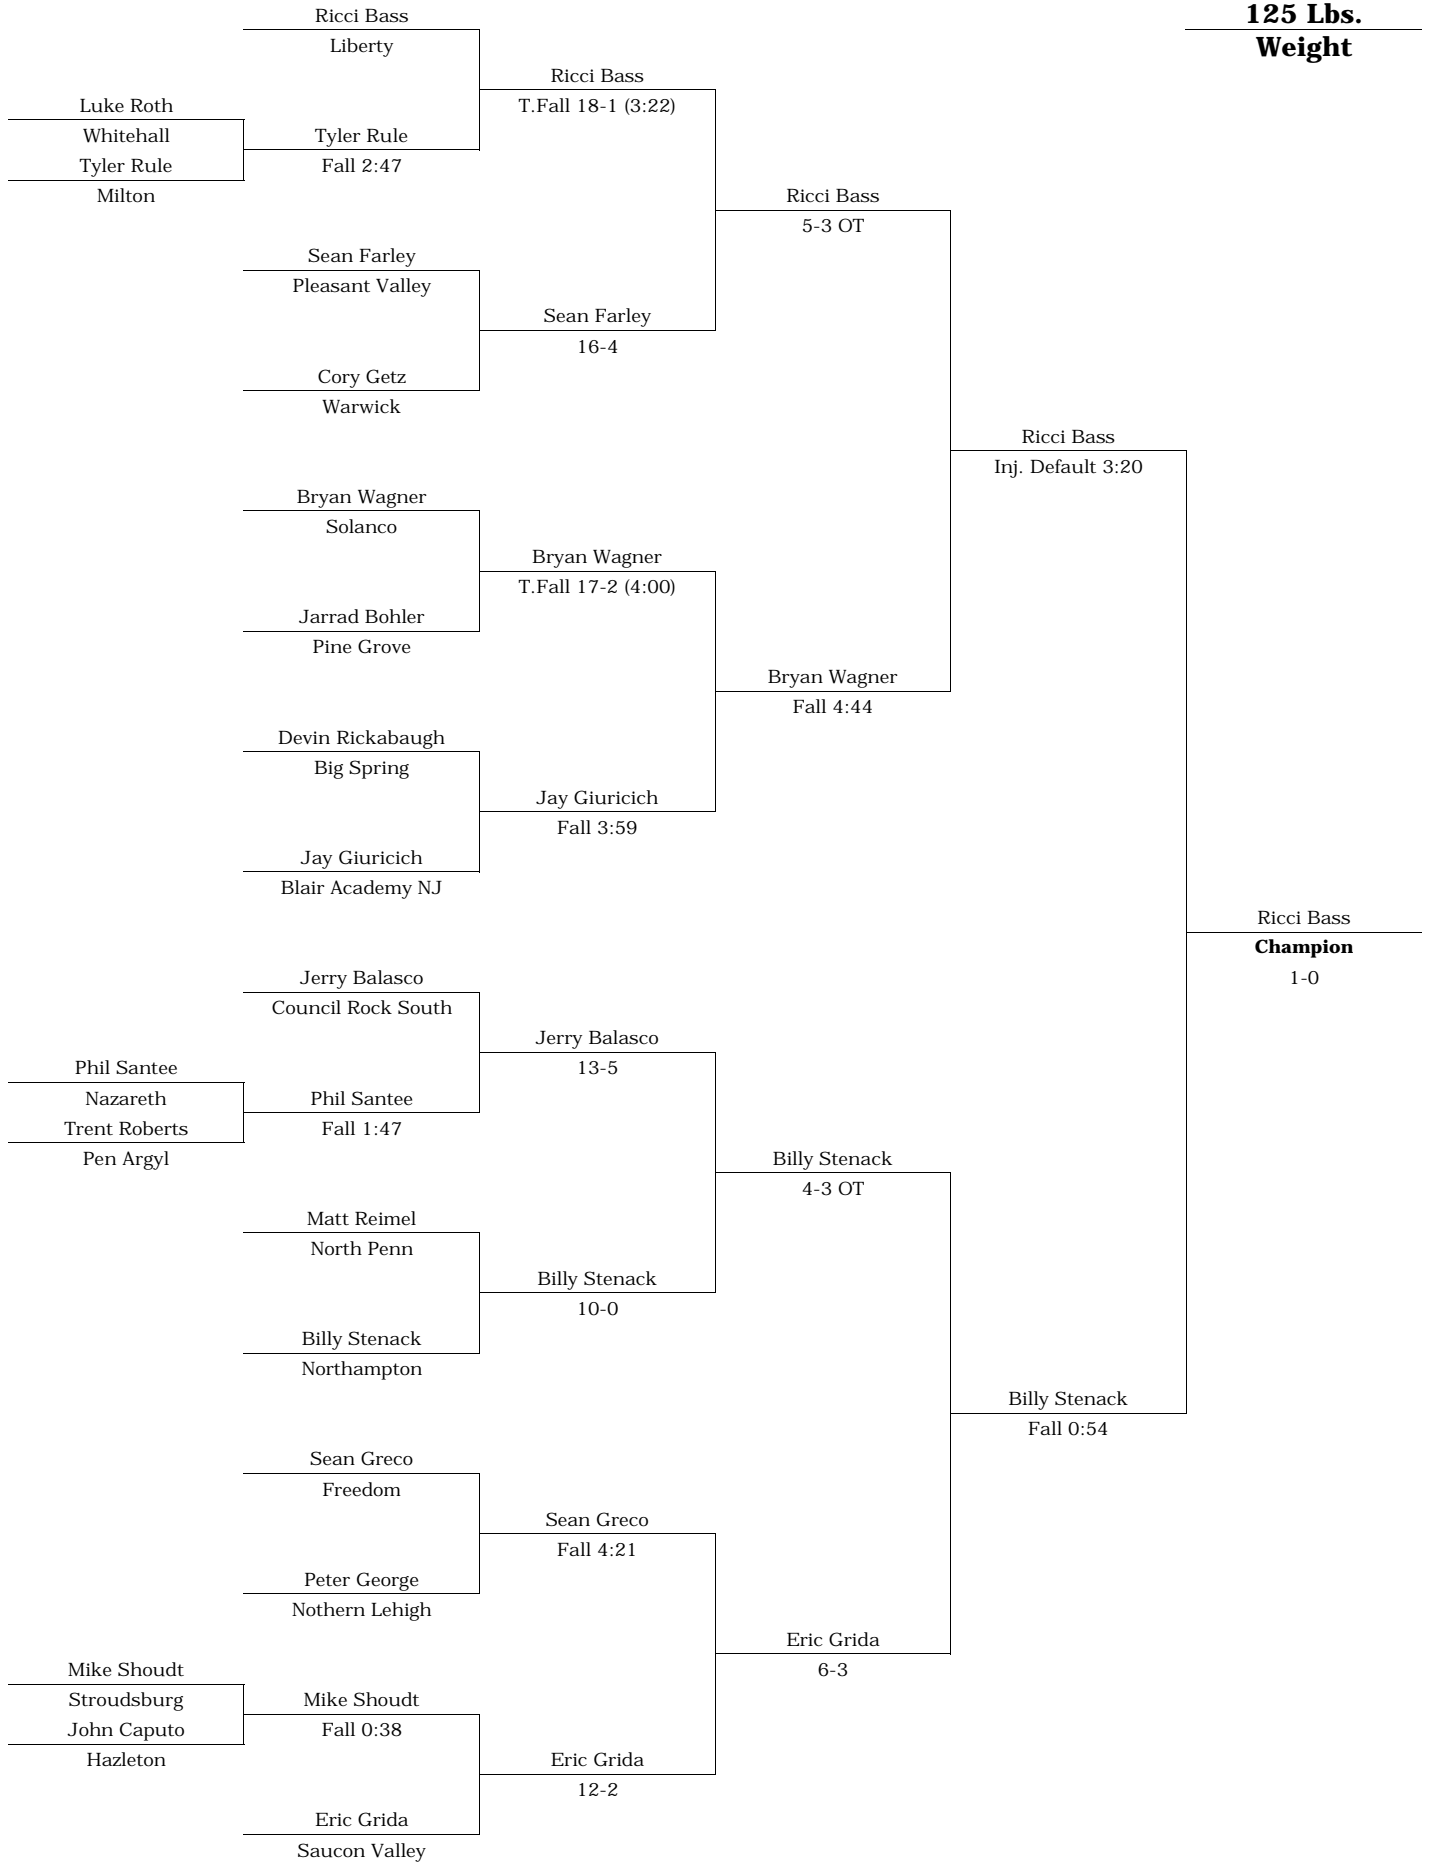 125 Lbs.
Weight
Ricci Bass
Liberty
Ricci Bass
T.Fall 18-1 (3:22)
Luke Roth
Whitehall
Tyler Rule
Milton
Tyler Rule
Fall 2:47
Ricci Bass
5-3 OT
Sean Farley
Pleasant Valley
Sean Farley
16-4
Cory Getz
Warwick
Ricci Bass
Inj. Default 3:20
Bryan Wagner
Solanco
Bryan Wagner
T.Fall 17-2 (4:00)
Jarrad Bohler
Pine Grove
Bryan Wagner
Fall 4:44
Devin Rickabaugh
Big Spring
Jay Giuricich
Fall 3:59
Jay Giuricich
Blair Academy NJ
Ricci Bass
Champion
1-0
Jerry Balasco
Council Rock South
Jerry Balasco
13-5
Phil Santee
Nazareth
Trent Roberts
Pen Argyl
Phil Santee
Fall 1:47
Billy Stenack
4-3 OT
Matt Reimel
North Penn
Billy Stenack
10-0
Billy Stenack
Northampton
Billy Stenack
Fall 0:54
Sean Greco
Freedom
Sean Greco
Fall 4:21
Peter George
Nothern Lehigh
Eric Grida
6-3
Mike Shoudt
Stroudsburg
John Caputo
Hazleton
Mike Shoudt
Fall 0:38
Eric Grida
12-2
Eric Grida
Saucon Valley